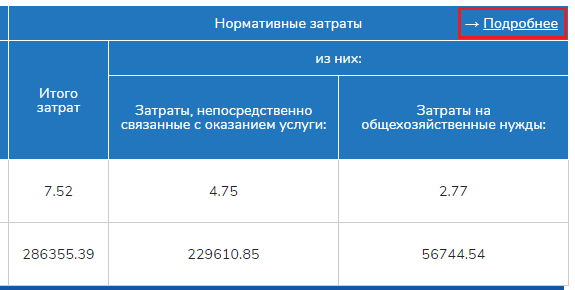 Нормативные затраты → Подробнее
из них:
Итого
затрат
Затраты, непосредственно
связанные с оказанием услуги:
Затраты на
общехозяйственные нужды:
7.52 4.75 2.77
286355.39 229610.85 56744.54